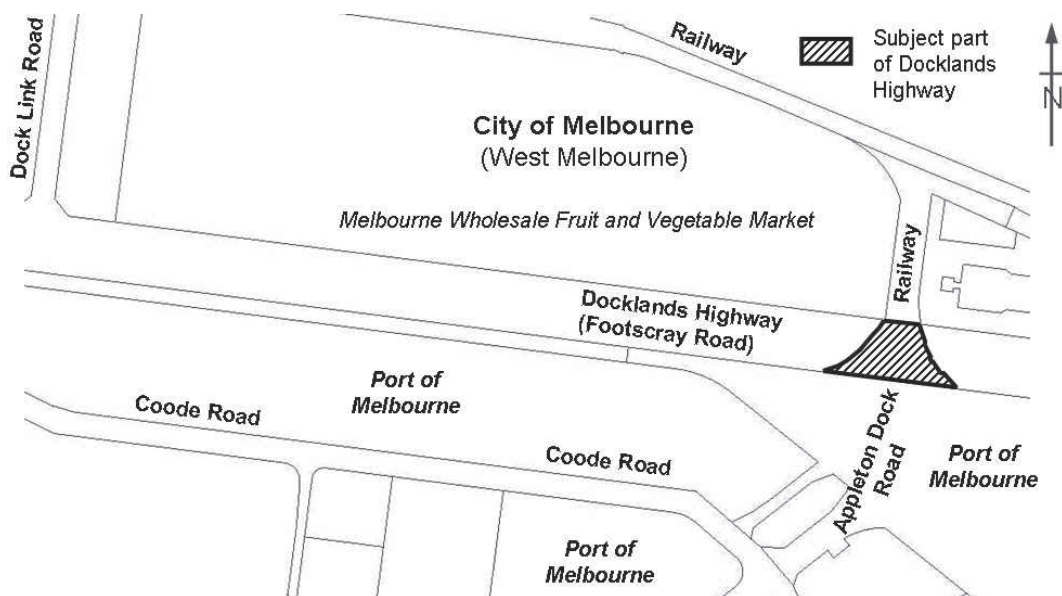 Dock Link Road
Railway
Subject part
of Docklands
Highway
N
City of Melbourne
(West Melbourne)
Melbourne Wholesale Fruit and Vegetable Market
Railway
Docklands Highway
(Footscray Road)
Port of
Melbourne
Coode Road
Coode Road
Appleton Dock
Road
Port of
Melbourne
Port of
Melbourne